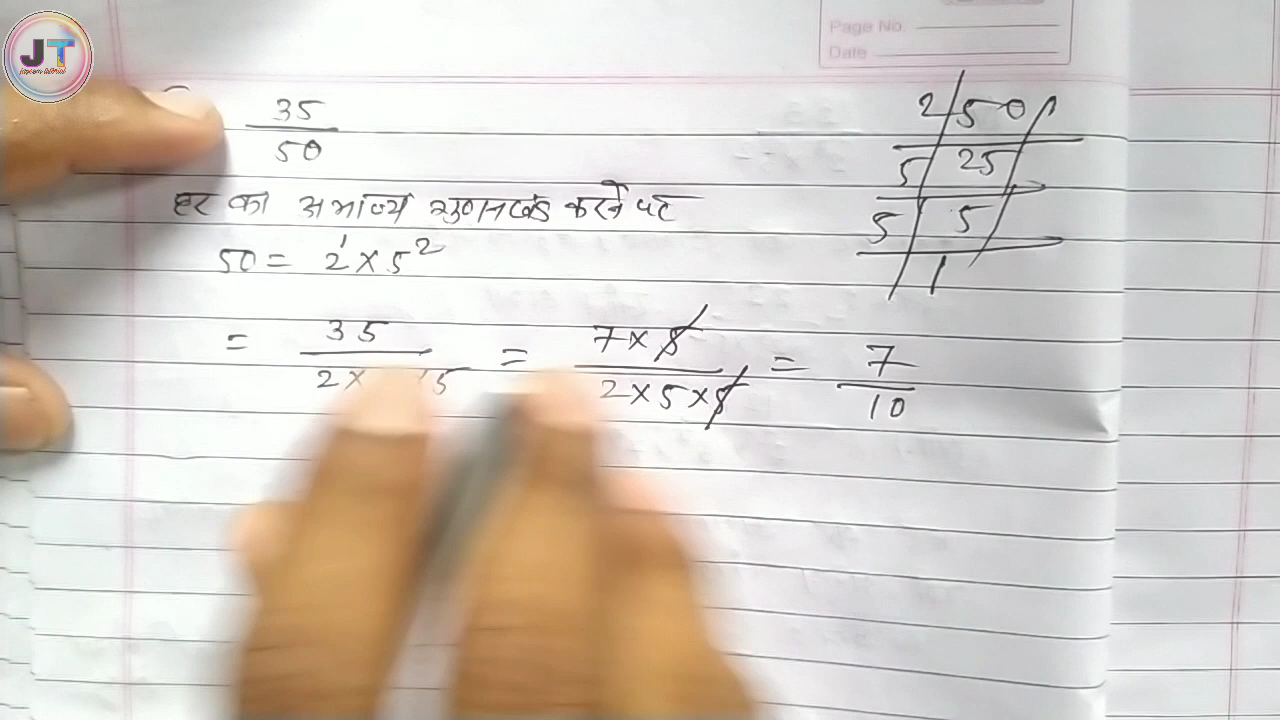 JT
Page No.
Date
35
50
हर का अभाज्य गुणनखंड करने पर
50 = 2¹ × 5²
= 35 / 2 × 5 = 7 × 5 / 2 × 5 × 5 = 7 / 10
2 | 50
5 | 25
5 | 5
1